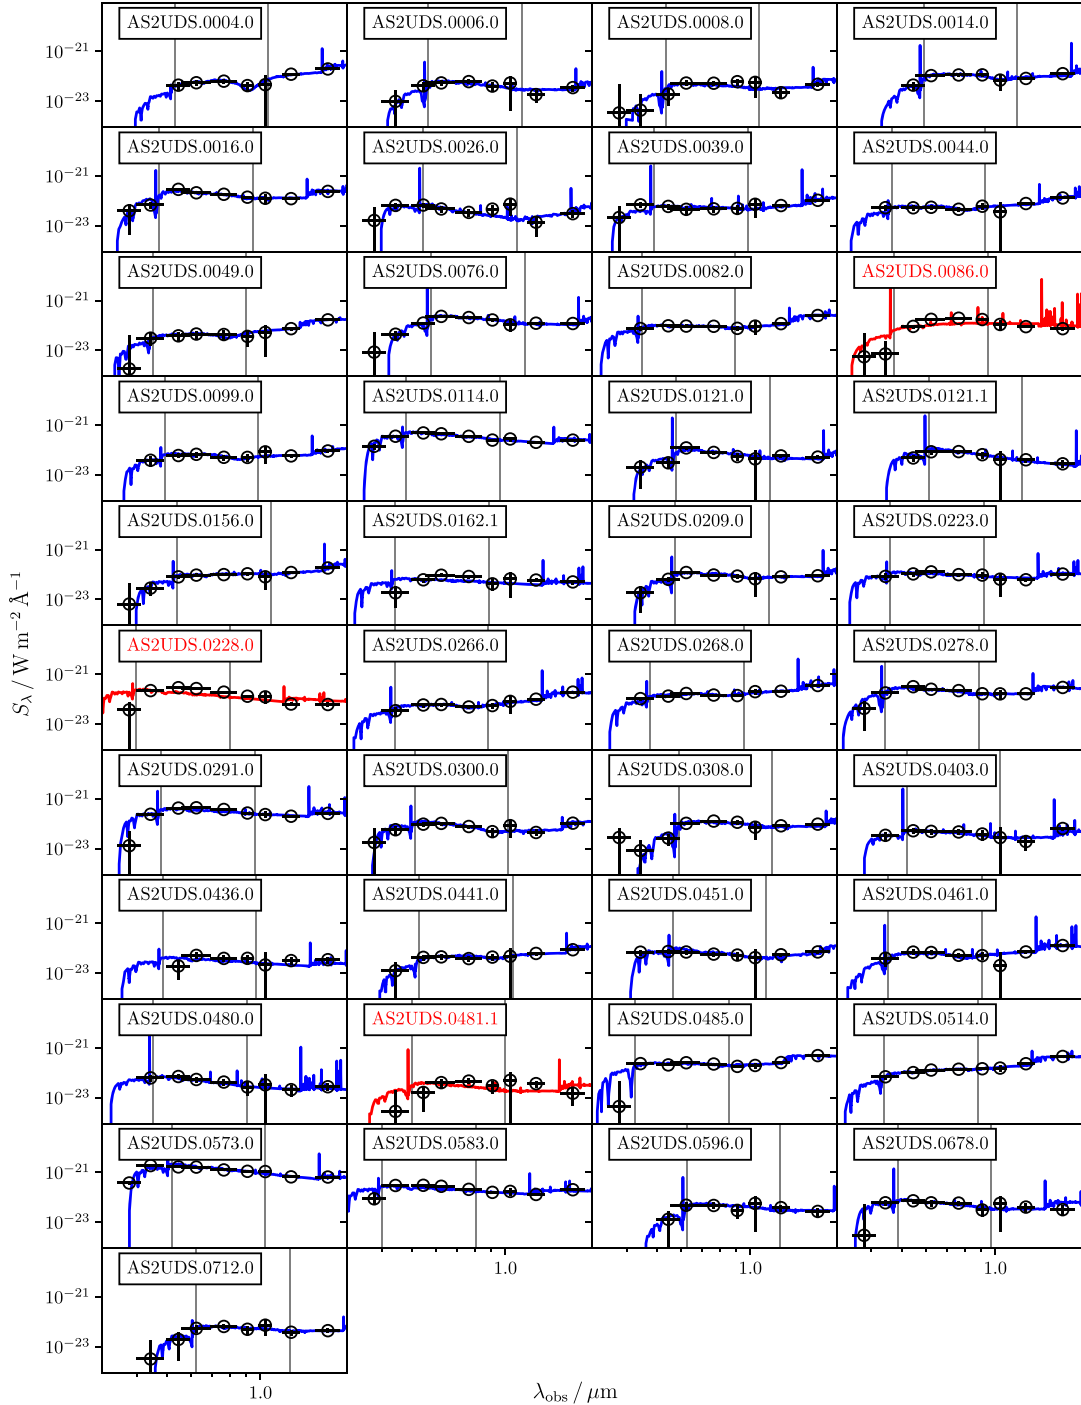 AS2UDS.0004.0 AS2UDS.0006.0 AS2UDS.0008.0 AS2UDS.0014.0
10⁻²¹
10⁻²³
AS2UDS.0016.0 AS2UDS.0026.0 AS2UDS.0039.0 AS2UDS.0044.0
10⁻²¹
10⁻²³
AS2UDS.0049.0 AS2UDS.0076.0 AS2UDS.0082.0 AS2UDS.0086.0
10⁻²¹
10⁻²³
AS2UDS.0099.0 AS2UDS.0114.0 AS2UDS.0121.0 AS2UDS.0121.1
10⁻²¹
10⁻²³
AS2UDS.0156.0 AS2UDS.0162.1 AS2UDS.0209.0 AS2UDS.0223.0
10⁻²¹
10⁻²³
AS2UDS.0228.0 AS2UDS.0266.0 AS2UDS.0268.0 AS2UDS.0278.0
10⁻²¹
10⁻²³
AS2UDS.0291.0 AS2UDS.0300.0 AS2UDS.0308.0 AS2UDS.0403.0
10⁻²¹
10⁻²³
AS2UDS.0436.0 AS2UDS.0441.0 AS2UDS.0451.0 AS2UDS.0461.0
10⁻²¹
10⁻²³
AS2UDS.0480.0 AS2UDS.0481.1 AS2UDS.0485.0 AS2UDS.0514.0
10⁻²¹
10⁻²³
AS2UDS.0573.0 AS2UDS.0583.0 AS2UDS.0596.0 AS2UDS.0678.0
10⁻²¹
10⁻²³
AS2UDS.0712.0
10⁻²¹
10⁻²³
1.0 1.0 1.0 1.0
S_λ / W m⁻² Å⁻¹
λ_obs / μm